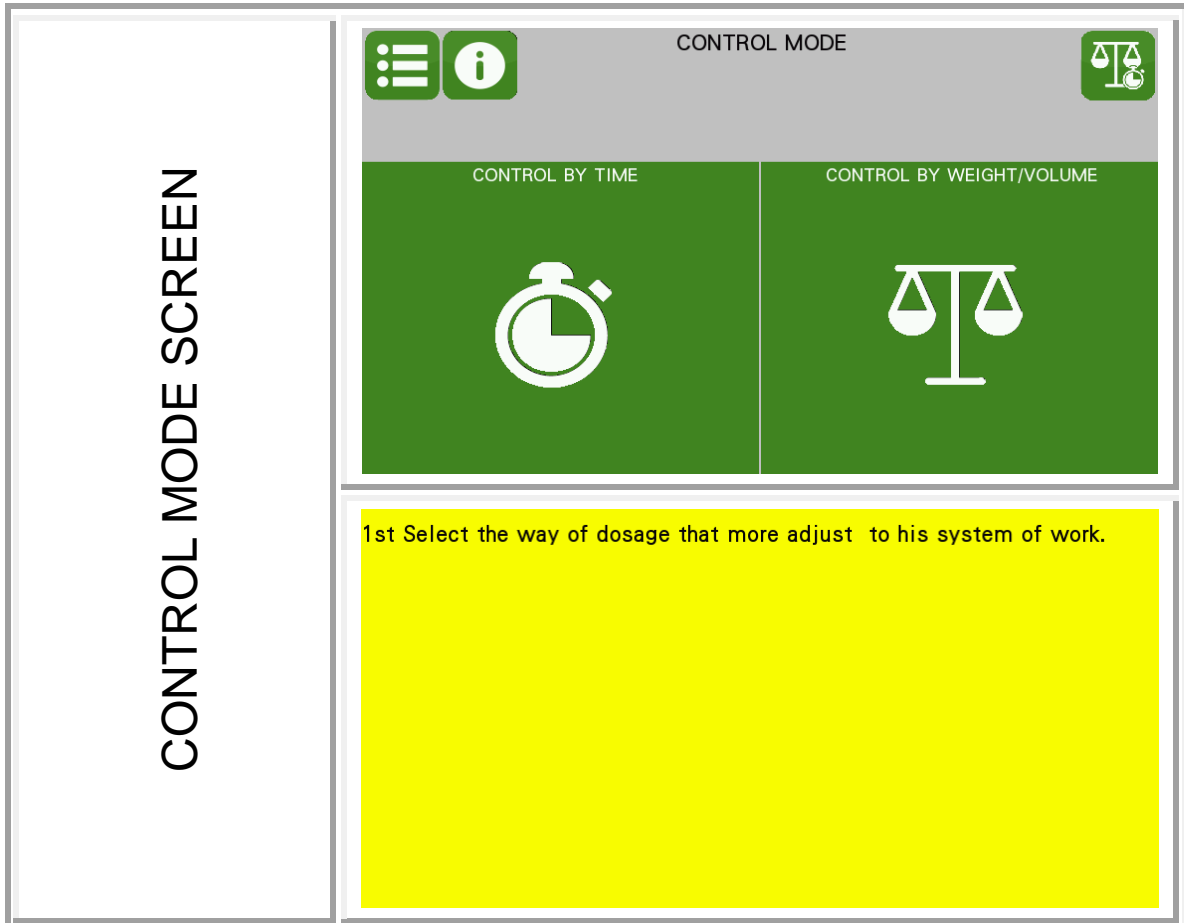 CONTROL MODE SCREEN
CONTROL MODE
CONTROL BY TIME
CONTROL BY WEIGHT/VOLUME
1st Select the way of dosage that more adjust  to his system of work.